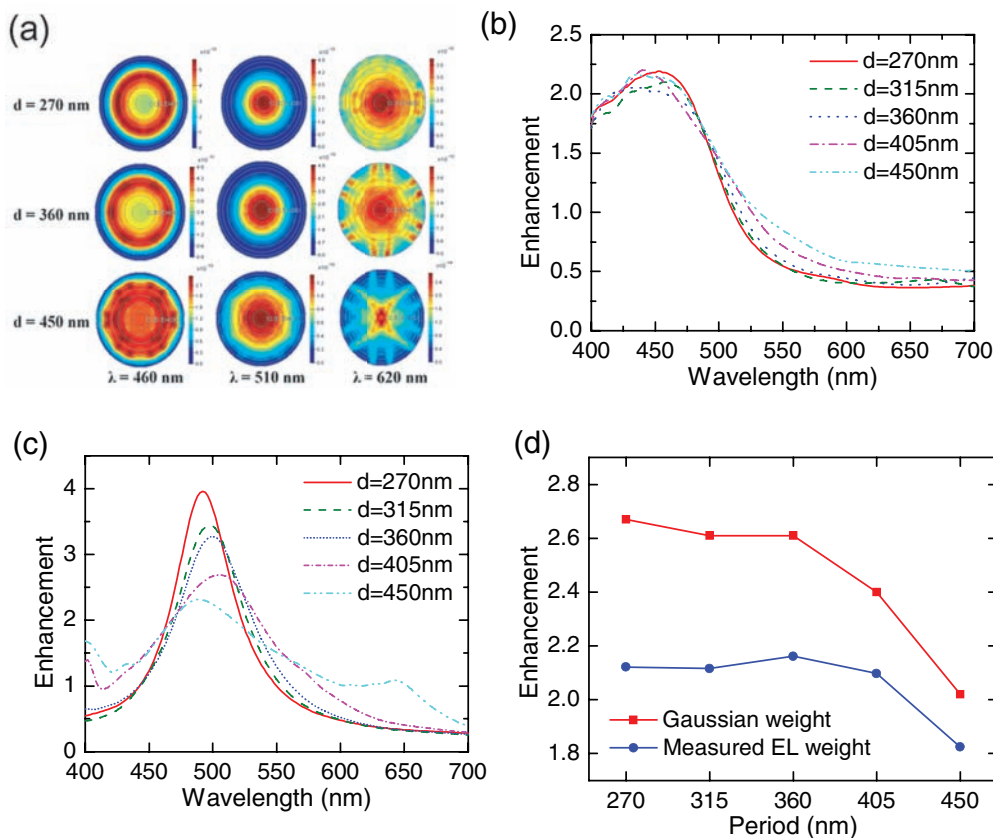 (a)
d = 270 nm
d = 360 nm
d = 450 nm
λ = 460 nm λ = 510 nm λ = 620 nm
(b)
2.5
2.0
1.5
1.0
0.5
0.0
Enhancement
d=270nm
d=315nm
d=360nm
d=405nm
d=450nm
400 450 500 550 600 650 700
Wavelength (nm)
(c)
4
3
2
1
0
Enhancement
d=270nm
d=315nm
d=360nm
d=405nm
d=450nm
400 450 500 550 600 650 700
Wavelength (nm)
(d)
2.8
2.6
2.4
2.2
2.0
1.8
Enhancement
Gaussian weight
Measured EL weight
270 315 360 405 450
Period (nm)